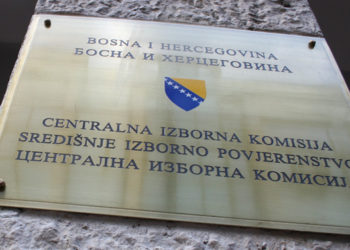 BOSNA I HERCEGOVINA
БОСНА И ХЕРЦЕГОВИНА
CENTRALNA IZBORNA KOMISIJA
SREDIŠNJE IZBORNO POVJERENSTVO
ЦЕНТРАЛНА ИЗБОРНА КОМИСИЈ